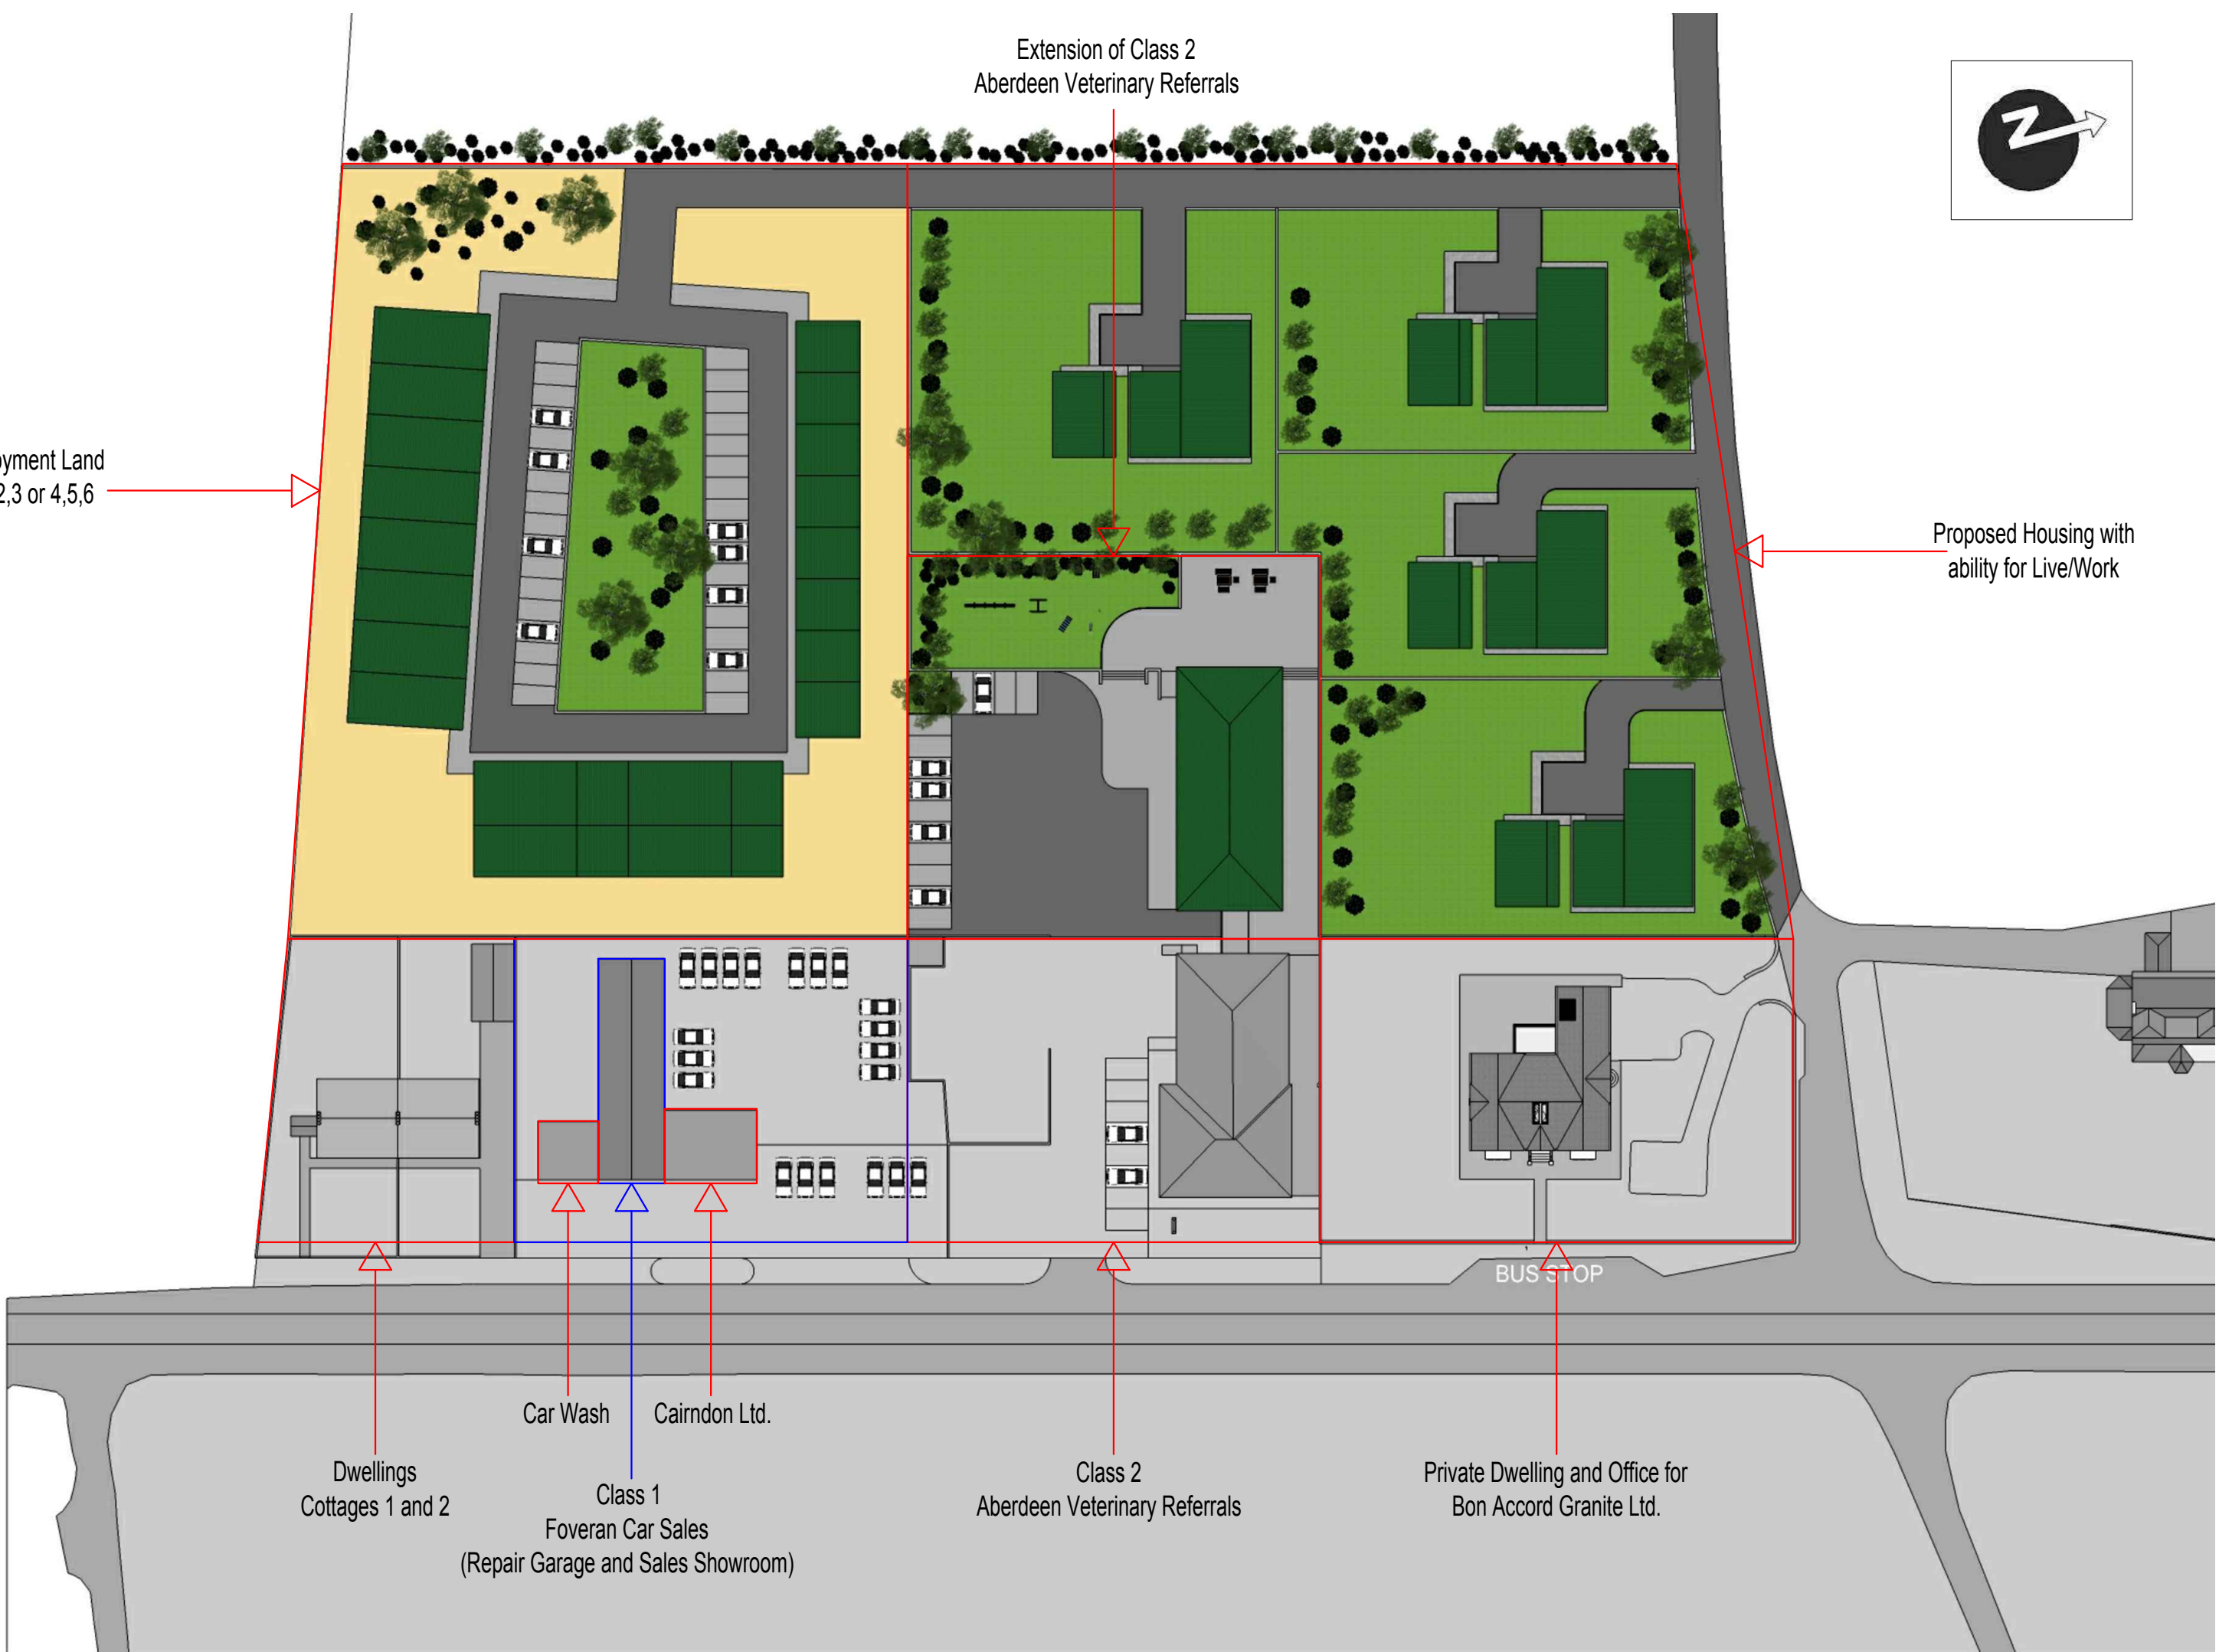 Extension of Class 2
Aberdeen Veterinary Referrals
N
yment Land
2,3 or 4,5,6
Proposed Housing with
ability for Live/Work
BUS STOP
Car Wash
Cairndon Ltd.
Dwellings
Cottages 1 and 2
Class 1
Foveran Car Sales
(Repair Garage and Sales Showroom)
Class 2
Aberdeen Veterinary Referrals
Private Dwelling and Office for
Bon Accord Granite Ltd.